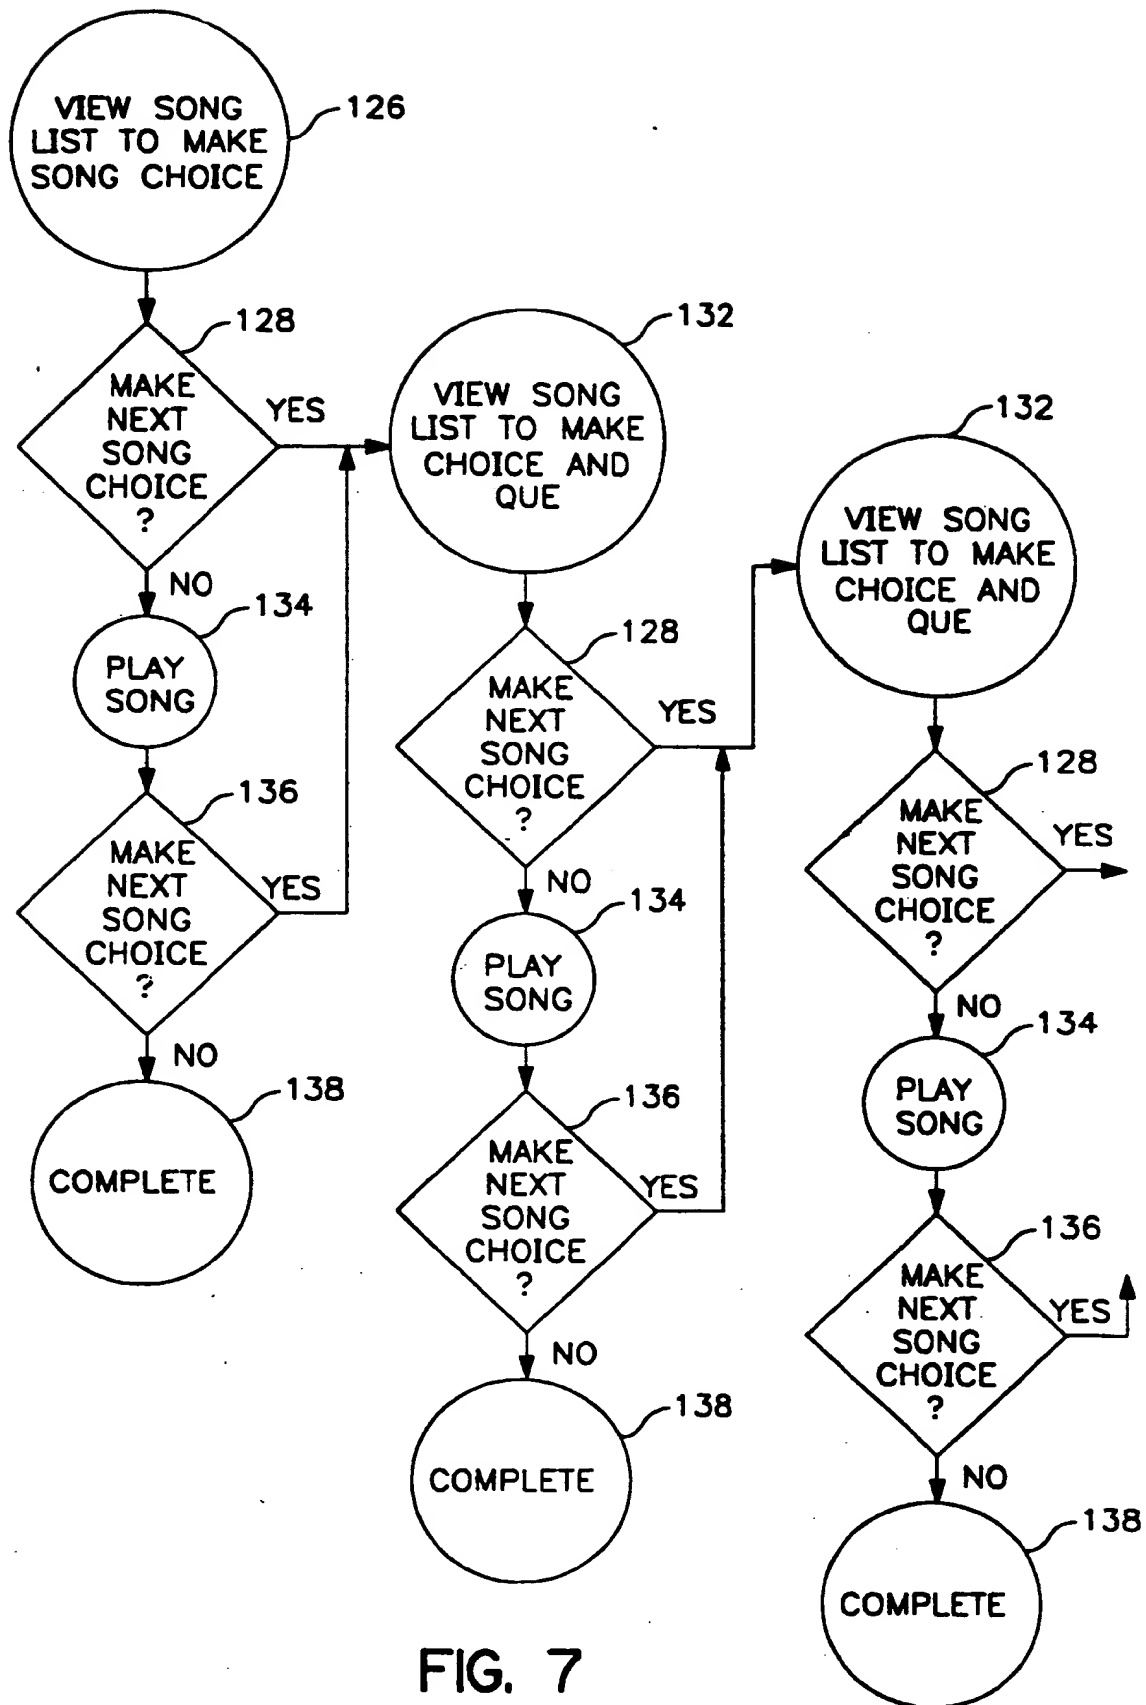 VIEW SONG
LIST TO MAKE
SONG CHOICE
126
128
MAKE
NEXT
SONG
CHOICE
?
YES
NO
134
PLAY
SONG
136
MAKE
NEXT
SONG
CHOICE
?
YES
NO
138
COMPLETE
132
VIEW SONG
LIST TO MAKE
CHOICE AND
QUE
128
MAKE
NEXT
SONG
CHOICE
?
YES
NO
134
PLAY
SONG
136
MAKE
NEXT
SONG
CHOICE
?
YES
NO
138
COMPLETE
132
VIEW SONG
LIST TO MAKE
CHOICE AND
QUE
128
MAKE
NEXT
SONG
CHOICE
?
YES
NO
134
PLAY
SONG
136
MAKE
NEXT
SONG
CHOICE
?
YES
NO
138
COMPLETE
FIG. 7